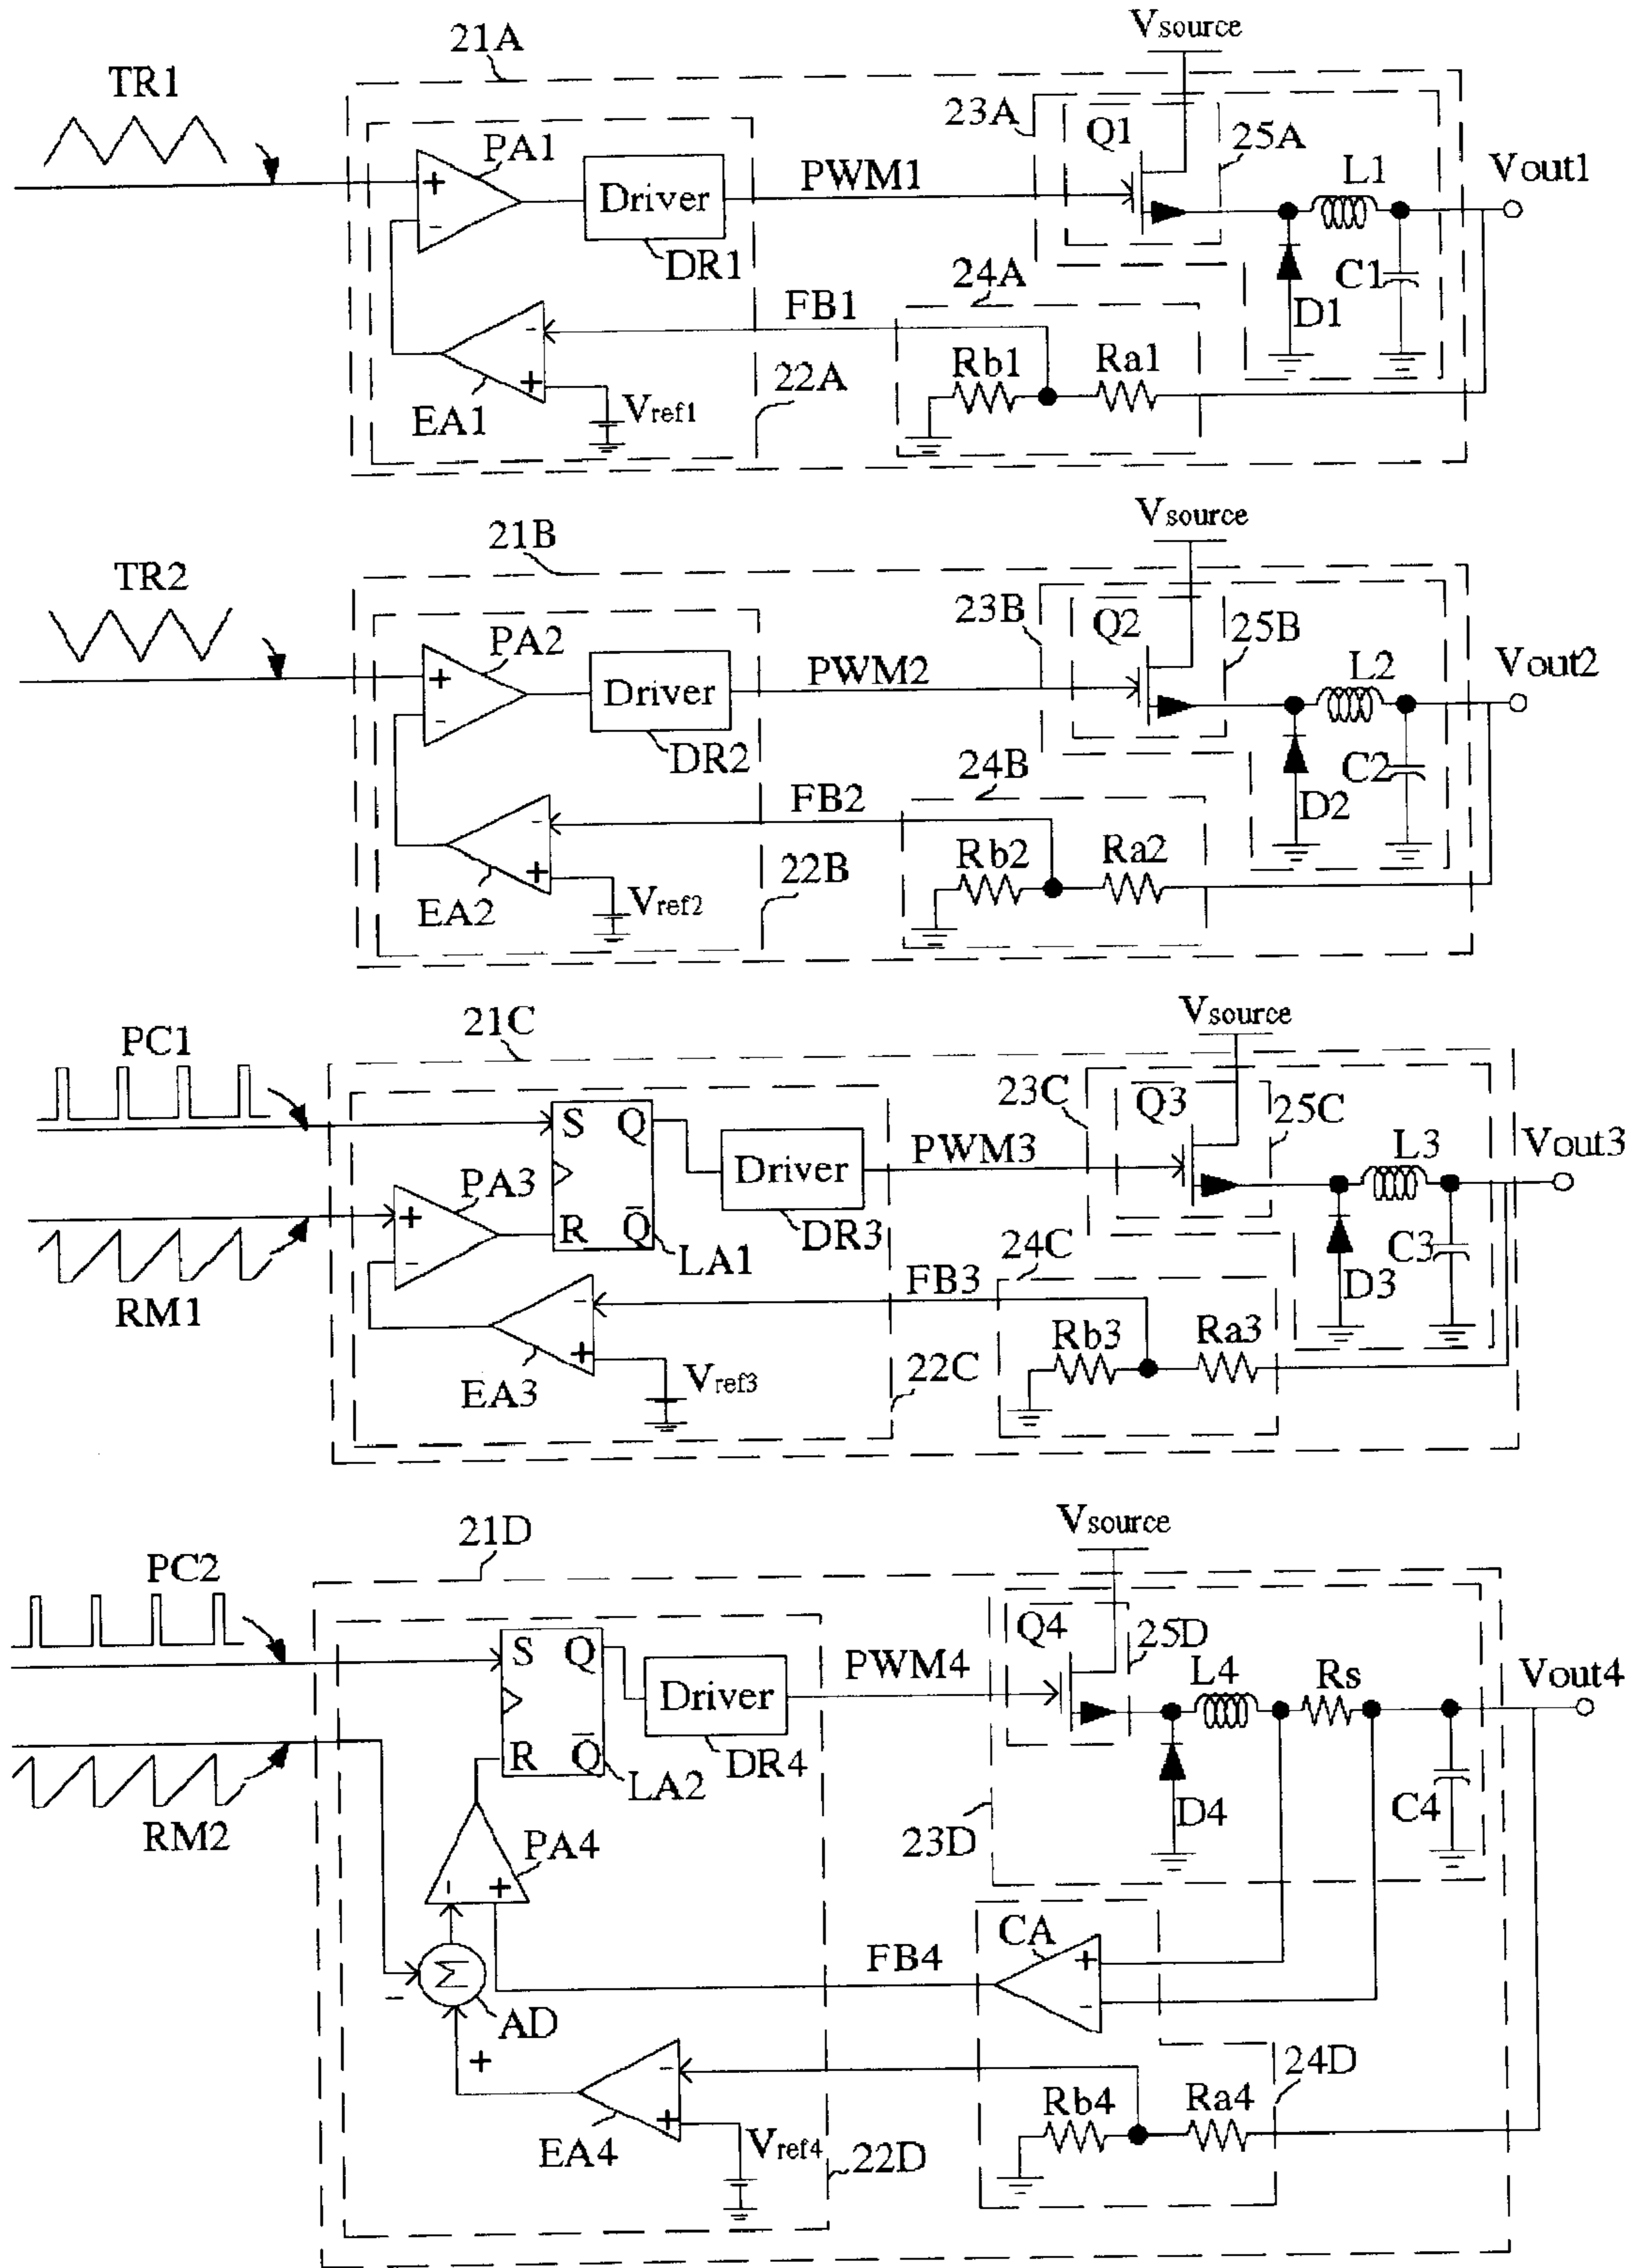 Vsource
21A
TR1
23A
Q1
25A
PA1
Driver
PWM1
L1
Vout1
+
-
DR1
24A
C1
D1
FB1
-
Rb1
Ra1
22A
+
EA1
Vref1
Vsource
21B
TR2
23B
Q2
25B
PA2
Driver
PWM2
L2
Vout2
+
-
DR2
24B
C2
D2
FB2
-
Rb2
Ra2
22B
+
EA2
Vref2
Vsource
21C
PC1
23C
Q3
25C
S Q
Driver
PWM3
L3
Vout3
PA3
+
-
R Q̅
LA1
DR3
24C
C3
D3
RM1
FB3
-
Rb3
Ra3
+
EA3
Vref3
22C
Vsource
21D
PC2
Q4
25D
S Q
Driver
PWM4
L4
Rs
Vout4
R Q̅
LA2
DR4
RM2
D4
C4
23D
PA4
- +
CA
+
-
FB4
Σ
-
AD
+
-
24D
Rb4
Ra4
+
EA4
Vref4
22D